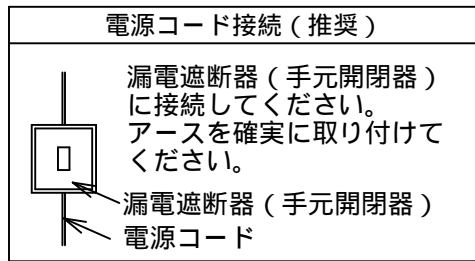 電源コード接続(推奨)
漏電遮断器(手元開閉器)
に接続してください。
アースを確実に取り付けて
ください。
漏電遮断器(手元開閉器)
電源コード